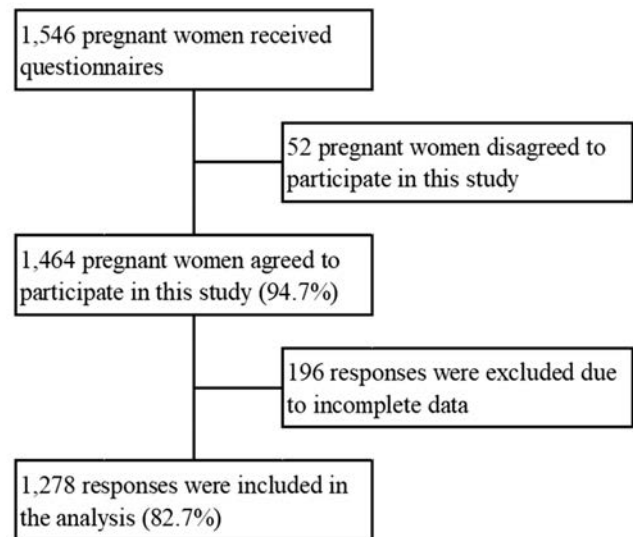 1,546 pregnant women received
questionnaires
52 pregnant women disagreed to
participate in this study
1,464 pregnant women agreed to
participate in this study (94.7%)
196 responses were excluded due
to incomplete data
1,278 responses were included in
the analysis (82.7%)